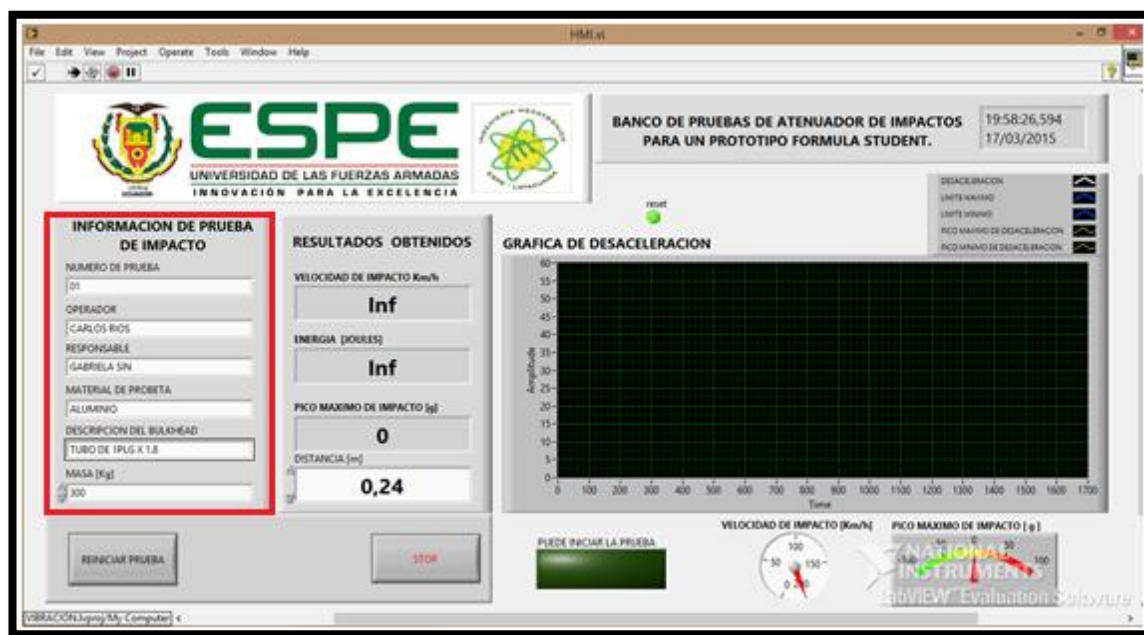 HMI.vi
File Edit View Project Operate Tools Window Help
ESPE
UNIVERSIDAD DE LAS FUERZAS ARMADAS
INNOVACIÓN PARA LA EXCELENCIA
BANCO DE PRUEBAS DE ATENUADOR DE IMPACTOS
PARA UN PROTOTIPO FORMULA STUDENT.
19:58:26,594
17/03/2015
DESACELERACION
LIMITE MAXIMO
LIMITE MINIMO
PICO MAXIMO DE DESACELERACION
PICO MINIMO DE DESACELERACION
reset
INFORMACION DE PRUEBA
DE IMPACTO
NUMERO DE PRUEBA
01
OPERADOR
CARLOS RIOS
RESPONSABLE
GABRIELA SIN
MATERIAL DE PROBETA
ALUMINIO
DESCRIPCION DEL BULKHEAD
TUBO DE 1PLG X 1.8
MASA [Kg]
300
RESULTADOS OBTENIDOS
VELOCIDAD DE IMPACTO Km/h
Inf
ENERGIA [JOULES]
Inf
PICO MAXIMO DE IMPACTO [g]
0
DISTANCIA [m]
0,24
GRAFICA DE DESACELERACION
Amplitude
60
55
50
45
40
35
30
25
20
15
10
5
0
0 100 200 300 400 500 600 700 800 900 1000 1100 1200 1300 1400 1500 1600 1700
Time
REINICIAR PRUEBA
STOP
PUEDE INICIAR LA PRUEBA
VELOCIDAD DE IMPACTO [Km/h]
100
50 150
0
PICO MAXIMO DE IMPACTO [g]
0 50
100
NATIONAL
INSTRUMENTS
LabVIEW Evaluation Software
VIBRACION.lvproj/My Computer